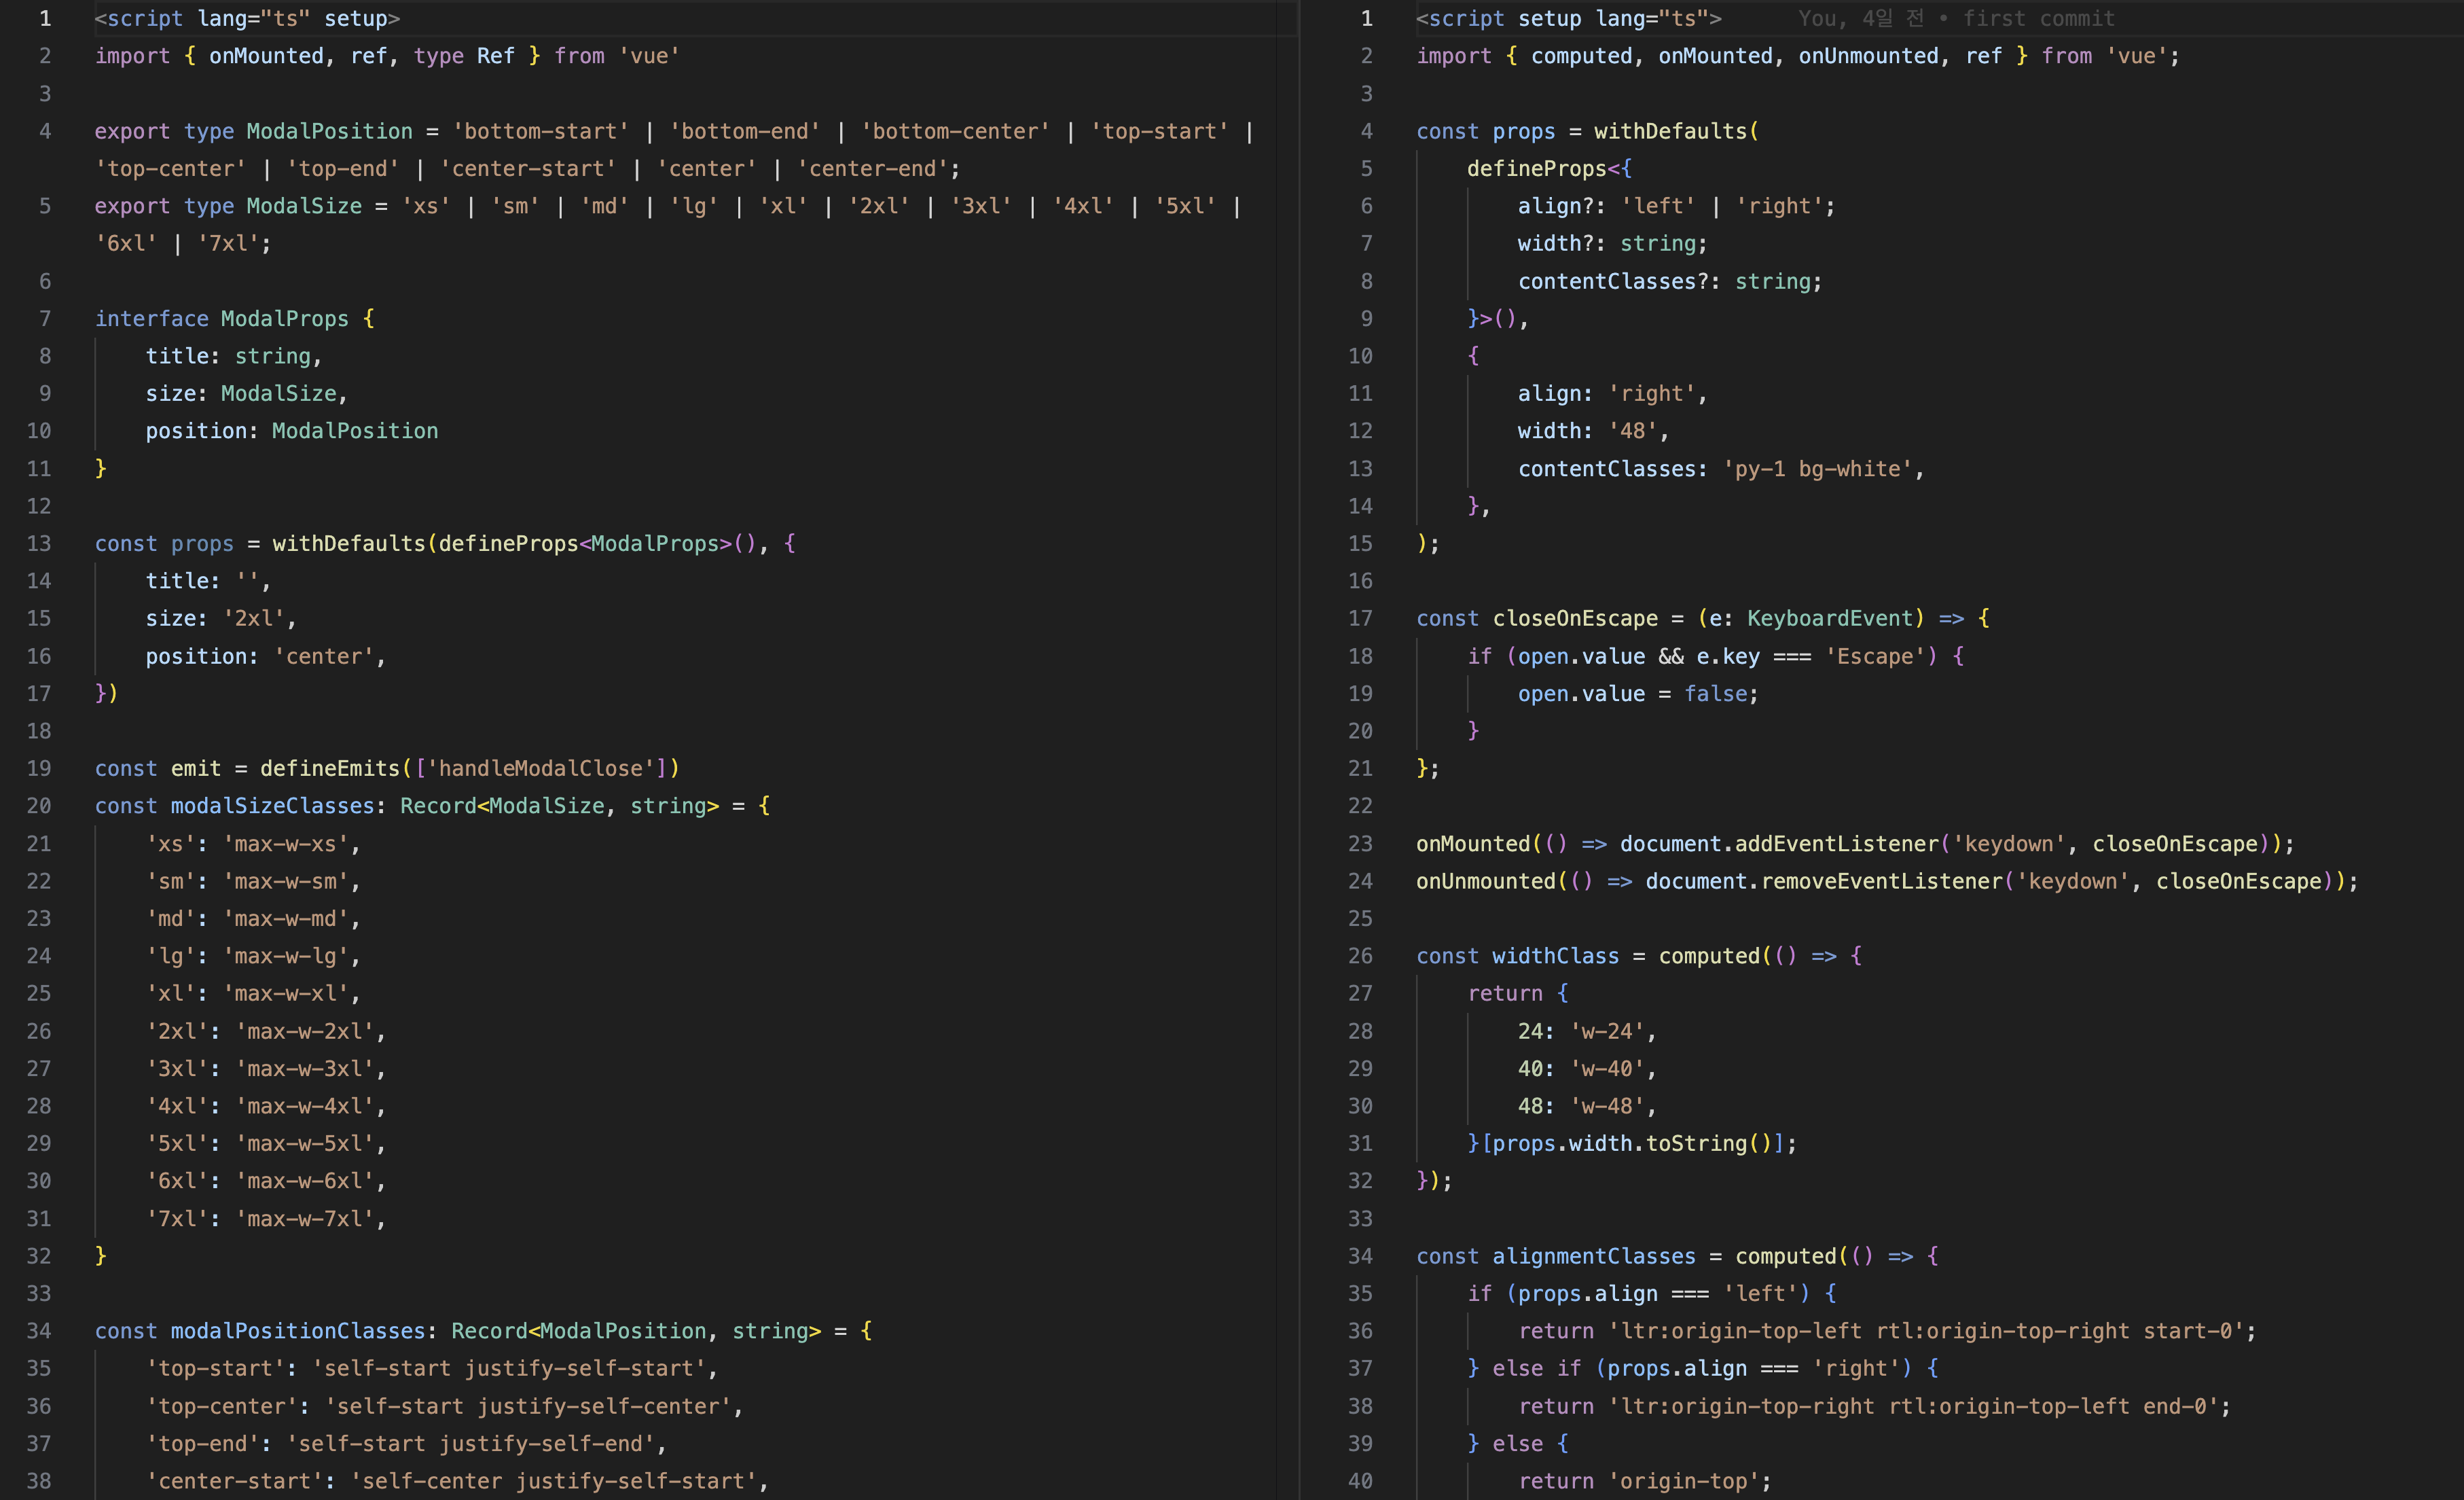 1 <script lang="ts" setup>
2 import { onMounted, ref, type Ref } from 'vue'
3
4 export type ModalPosition = 'bottom-start' | 'bottom-end' | 'bottom-center' | 'top-start' |
'top-center' | 'top-end' | 'center-start' | 'center' | 'center-end';
5 export type ModalSize = 'xs' | 'sm' | 'md' | 'lg' | 'xl' | '2xl' | '3xl' | '4xl' | '5xl' |
'6xl' | '7xl';
6
7 interface ModalProps {
8     title: string,
9     size: ModalSize,
10     position: ModalPosition
11 }
12
13 const props = withDefaults(defineProps<ModalProps>(), {
14     title: '',
15     size: '2xl',
16     position: 'center',
17 })
18
19 const emit = defineEmits(['handleModalClose'])
20 const modalSizeClasses: Record<ModalSize, string> = {
21     'xs': 'max-w-xs',
22     'sm': 'max-w-sm',
23     'md': 'max-w-md',
24     'lg': 'max-w-lg',
25     'xl': 'max-w-xl',
26     '2xl': 'max-w-2xl',
27     '3xl': 'max-w-3xl',
28     '4xl': 'max-w-4xl',
29     '5xl': 'max-w-5xl',
30     '6xl': 'max-w-6xl',
31     '7xl': 'max-w-7xl',
32 }
33
34 const modalPositionClasses: Record<ModalPosition, string> = {
35     'top-start': 'self-start justify-self-start',
36     'top-center': 'self-start justify-self-center',
37     'top-end': 'self-start justify-self-end',
38     'center-start': 'self-center justify-self-start',
1 <script setup lang="ts">     You, 4일 전 • first commit
2 import { computed, onMounted, onUnmounted, ref } from 'vue';
3
4 const props = withDefaults(
5     defineProps<{
6         align?: 'left' | 'right';
7         width?: string;
8         contentClasses?: string;
9     }>(),
10     {
11         align: 'right',
12         width: '48',
13         contentClasses: 'py-1 bg-white',
14     },
15 );
16
17 const closeOnEscape = (e: KeyboardEvent) => {
18     if (open.value && e.key === 'Escape') {
19         open.value = false;
20     }
21 };
22
23 onMounted(() => document.addEventListener('keydown', closeOnEscape));
24 onUnmounted(() => document.removeEventListener('keydown', closeOnEscape));
25
26 const widthClass = computed(() => {
27     return {
28         24: 'w-24',
29         40: 'w-40',
30         48: 'w-48',
31     }[props.width.toString()];
32 });
33
34 const alignmentClasses = computed(() => {
35     if (props.align === 'left') {
36         return 'ltr:origin-top-left rtl:origin-top-right start-0';
37     } else if (props.align === 'right') {
38         return 'ltr:origin-top-right rtl:origin-top-left end-0';
39     } else {
40         return 'origin-top';